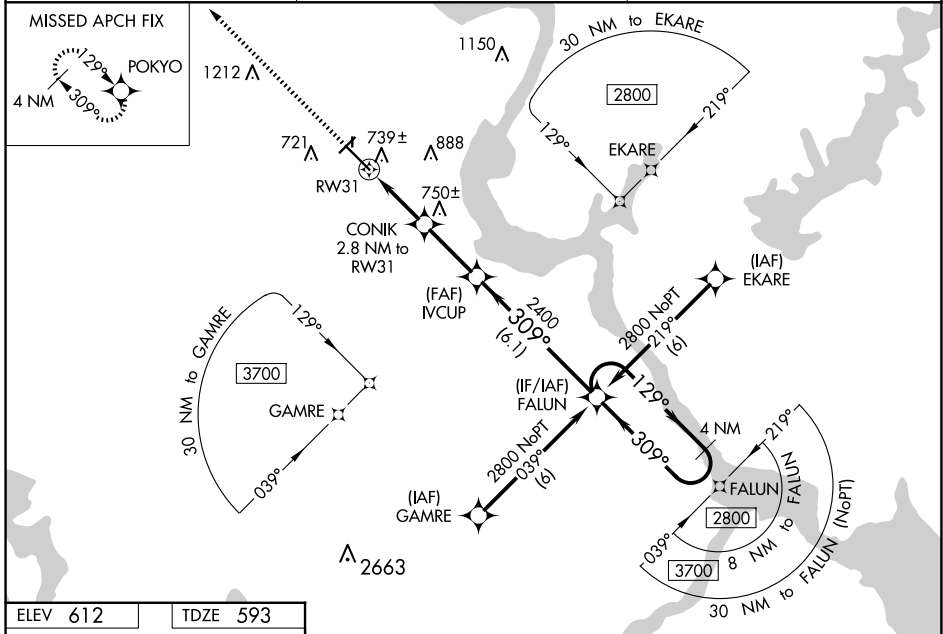 MISSED APCH FIX
129°
POKYO
4 NM
309°
1212
1150
30 NM to EKARE
2800
129°
219°
EKARE
721
739±
888
RW31
750±
CONIK
2.8 NM to
RW31
(FAF)
IVCUP
(IAF)
EKARE
2400
309°
(6.1)
2800 NoPT
219°
(6)
30 NM to GAMRE
129°
3700
GAMRE
039°
(IF/IAF)
FALUN
129°
309°
4 NM
2800 NoPT
039°
(6)
(IAF)
GAMRE
219°
FALUN
2800
039°
8 NM to FALUN
3700
30 NM to FALUN (NoPT)
2663
ELEV 612
TDZE 593